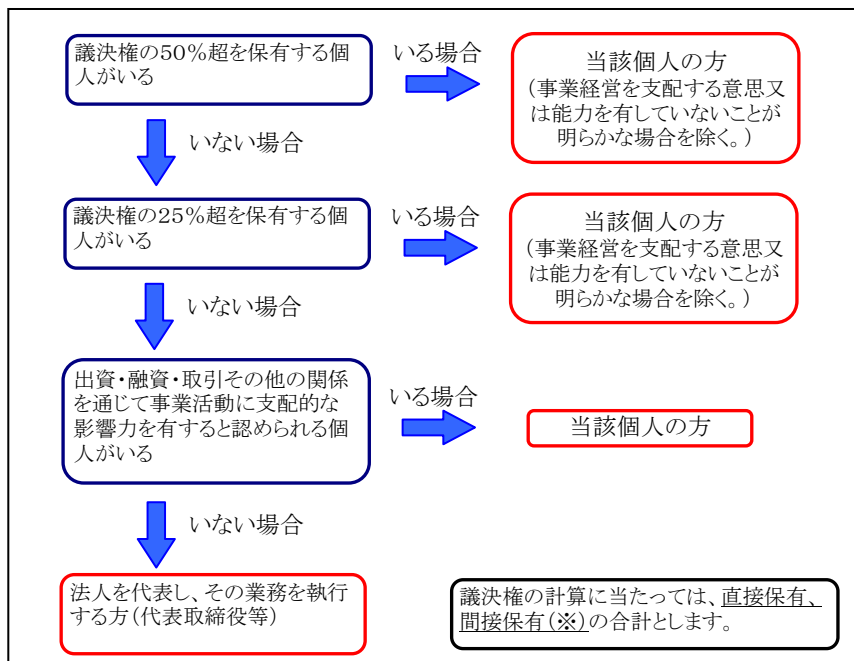 議決権の50%超を保有する個
人がいる
いる場合
当該個人の方
(事業経営を支配する意思又
は能力を有していないことが
明らかな場合を除く。)
いない場合
議決権の25%超を保有する個
人がいる
いる場合
当該個人の方
(事業経営を支配する意思又
は能力を有していないことが
明らかな場合を除く。)
いない場合
出資・融資・取引その他の関係
を通じて事業活動に支配的な
影響力を有すると認められる個
人がいる
いる場合
当該個人の方
いない場合
法人を代表し、その業務を執行
する方(代表取締役等)
議決権の計算に当たっては、直接保有、
間接保有(※)の合計とします。